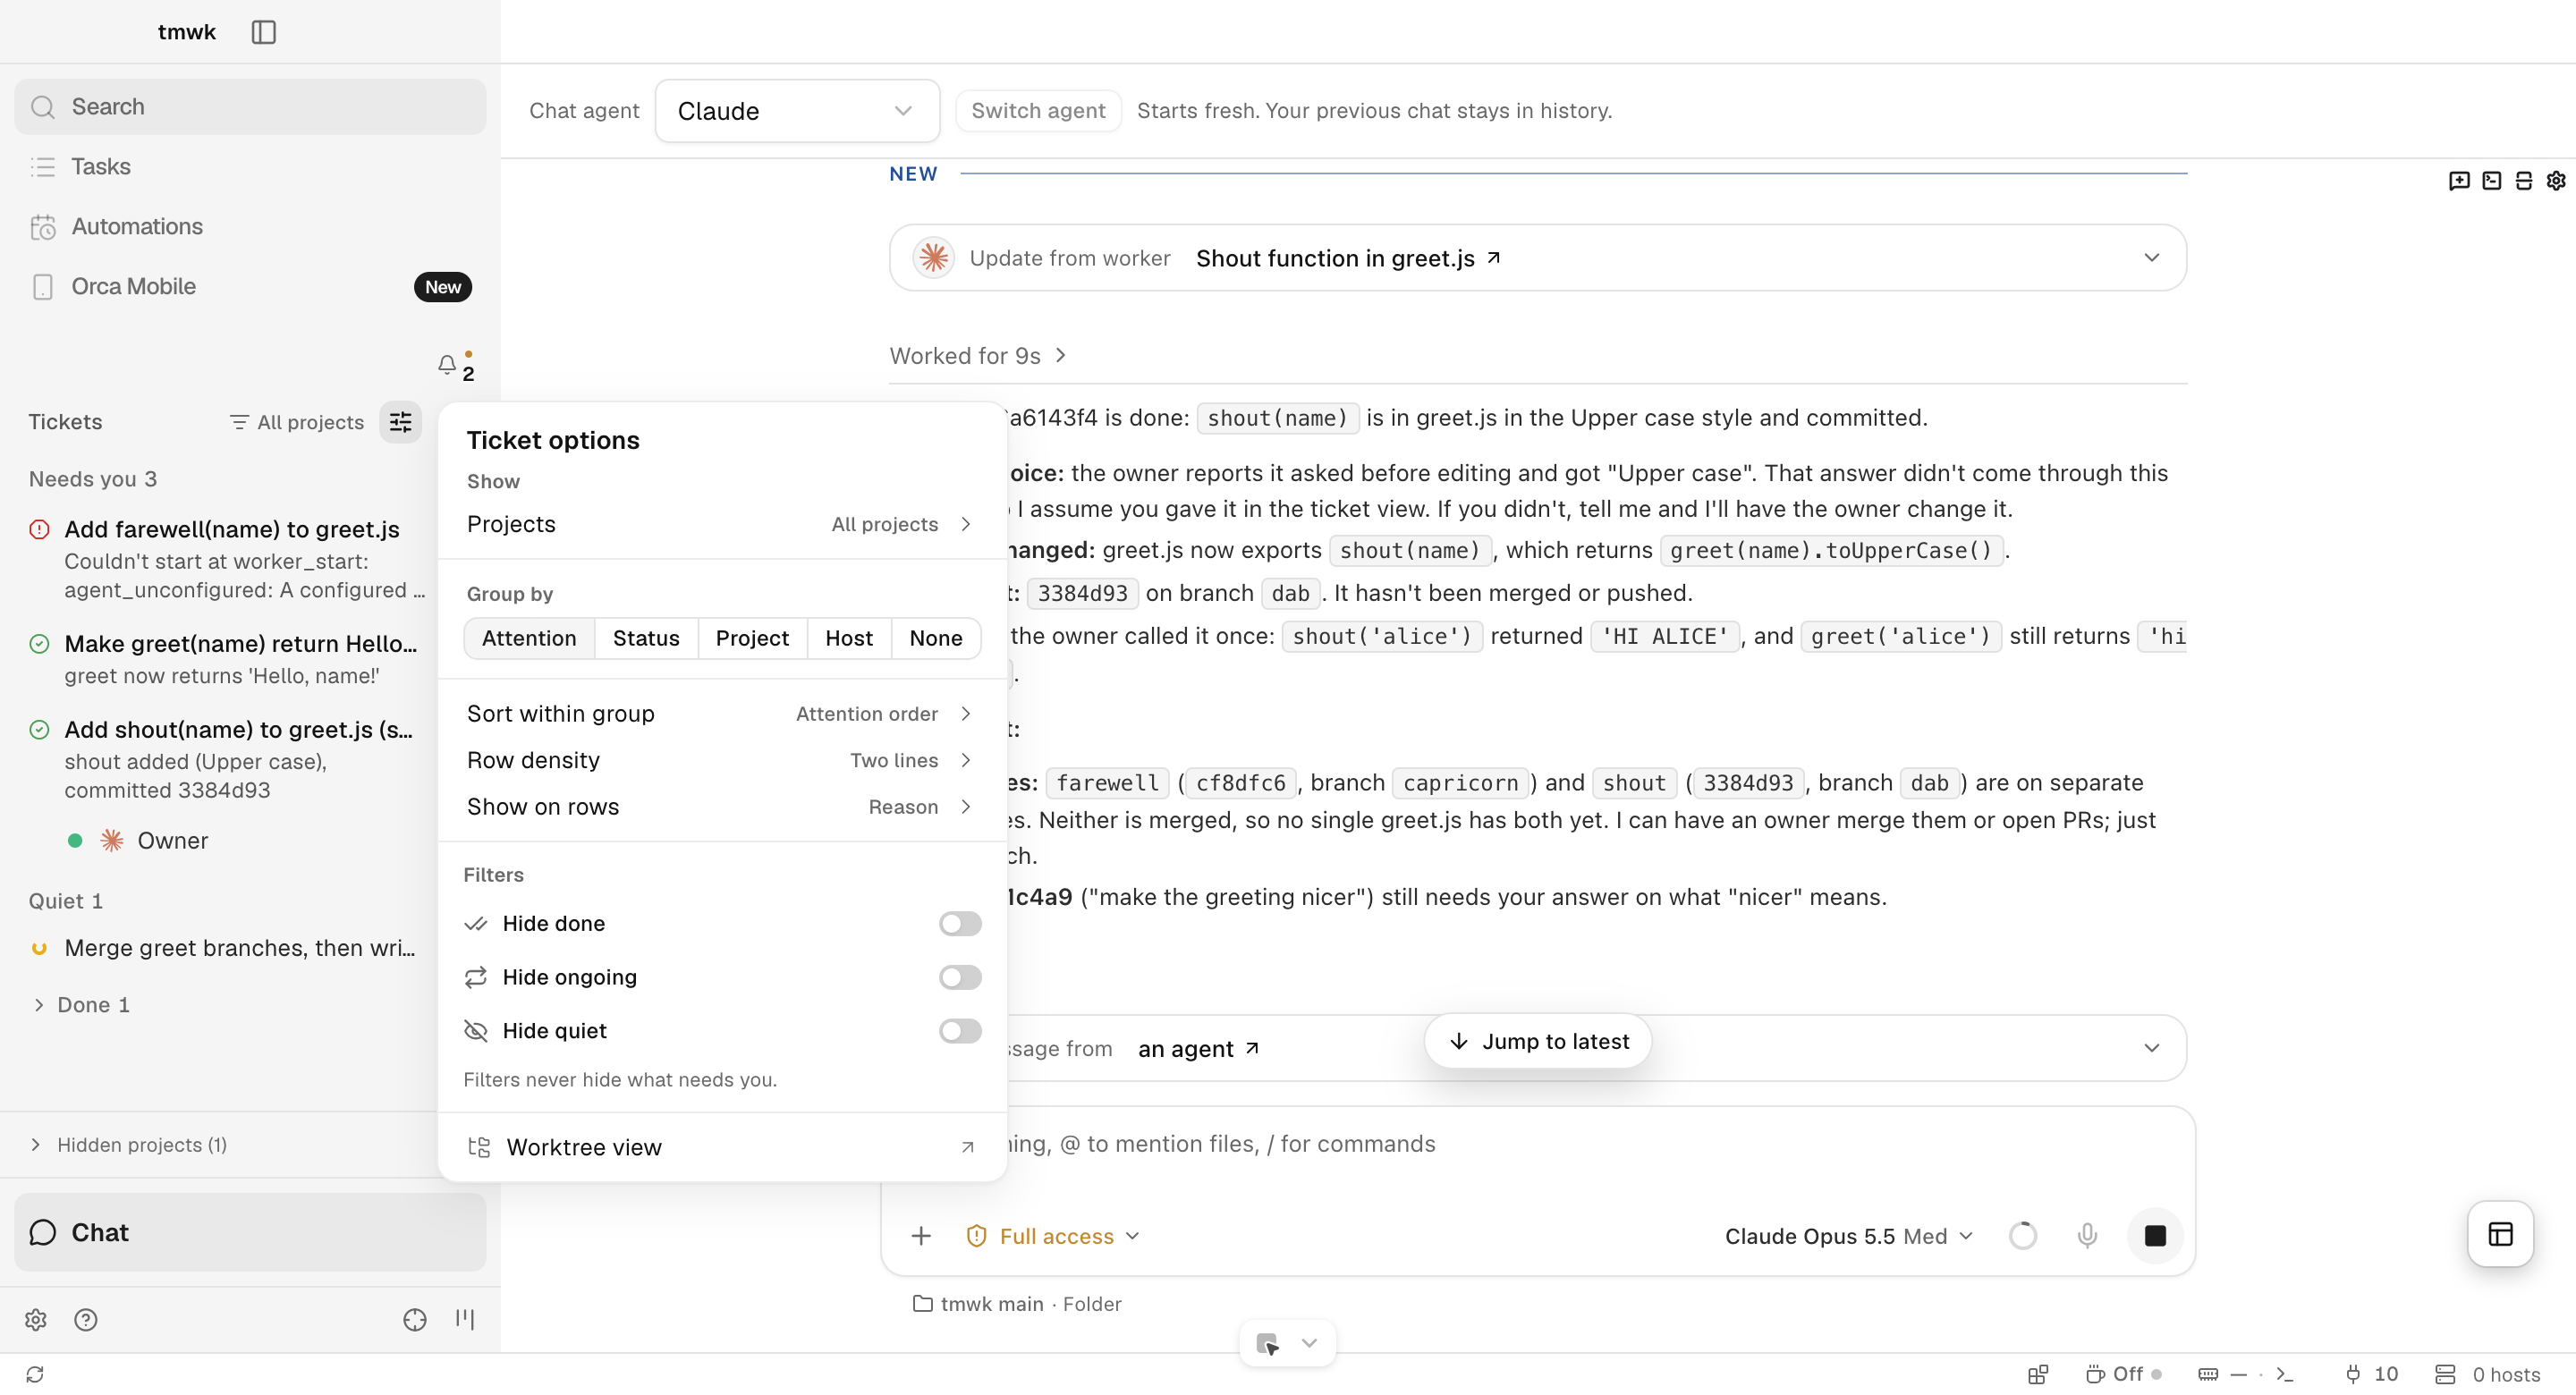 tmwk
Search
Tasks
Automations
Orca Mobile
New
2
Tickets
All projects
Needs you 3
Add farewell(name) to greet.js
Couldn't start at worker_start:
agent_unconfigured: A configured ...
Make greet(name) return Hello...
greet now returns 'Hello, name!'
Add shout(name) to greet.js (s...
shout added (Upper case),
committed 3384d93
Owner
Quiet 1
Merge greet branches, then wri...
Done 1
Hidden projects (1)
Chat
Ticket options
Show
Projects All projects
Group by
Attention Status Project Host None
Sort within group Attention order
Row density Two lines
Show on rows Reason
Filters
Hide done
Hide ongoing
Hide quiet
Filters never hide what needs you.
Worktree view
Chat agent Claude Switch agent Starts fresh. Your previous chat stays in history.
NEW
Update from worker Shout function in greet.js
Worked for 9s
a6143f4 is done: shout(name) is in greet.js in the Upper case style and committed.
oice: the owner reports it asked before editing and got "Upper case". That answer didn't come through this
I assume you gave it in the ticket view. If you didn't, tell me and I'll have the owner change it.
hanged: greet.js now exports shout(name), which returns greet(name).toUpperCase().
t: 3384d93 on branch dab. It hasn't been merged or pushed.
the owner called it once: shout('alice') returned 'HI ALICE', and greet('alice') still returns 'hi
.
t:
es: farewell (cf8dfc6, branch capricorn) and shout (3384d93, branch dab) are on separate
es. Neither is merged, so no single greet.js has both yet. I can have an owner merge them or open PRs; just
ch.
1c4a9 ("make the greeting nicer") still needs your answer on what "nicer" means.
ssage from an agent
Jump to latest
ning, @ to mention files, / for commands
Full access
Claude Opus 5.5 Med
tmwk main · Folder
Off
10
0 hosts